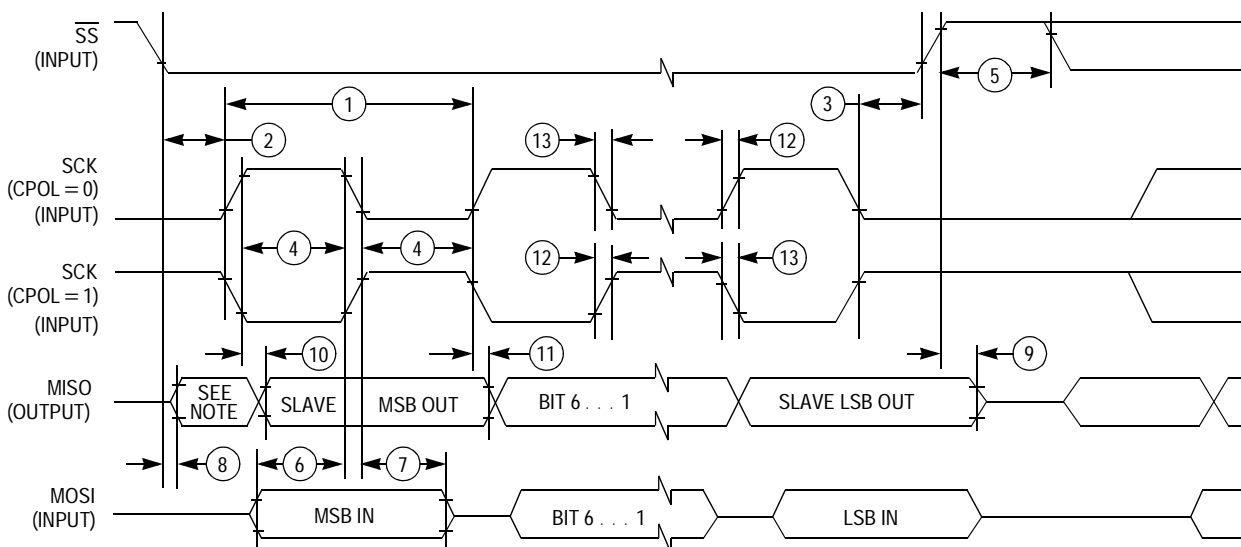 SS
(INPUT)
5
1
3
2
13
12
SCK
(CPOL = 0)
(INPUT)
4
4
SCK
(CPOL = 1)
(INPUT)
12
13
10
11
9
MISO
(OUTPUT)
SEE
NOTE
SLAVE
MSB OUT
BIT 6 . . . 1
SLAVE LSB OUT
8
6
7
MOSI
(INPUT)
MSB IN
BIT 6 . . . 1
LSB IN